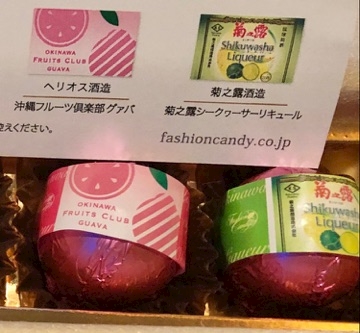 OKINAWA
FRUITS CLUB
GUAVA
菊之露
Shikuwasha
Liqueur
ヘリオス酒造
菊之露酒造
沖縄フルーツ倶楽部グァバ
菊之露シークヮーサーリキュール
控えください。
fashioncandy.co.jp
OKINAWA
FRUITS CLUB
GUAVA
菊之露
Shikuwasha
Liqueur